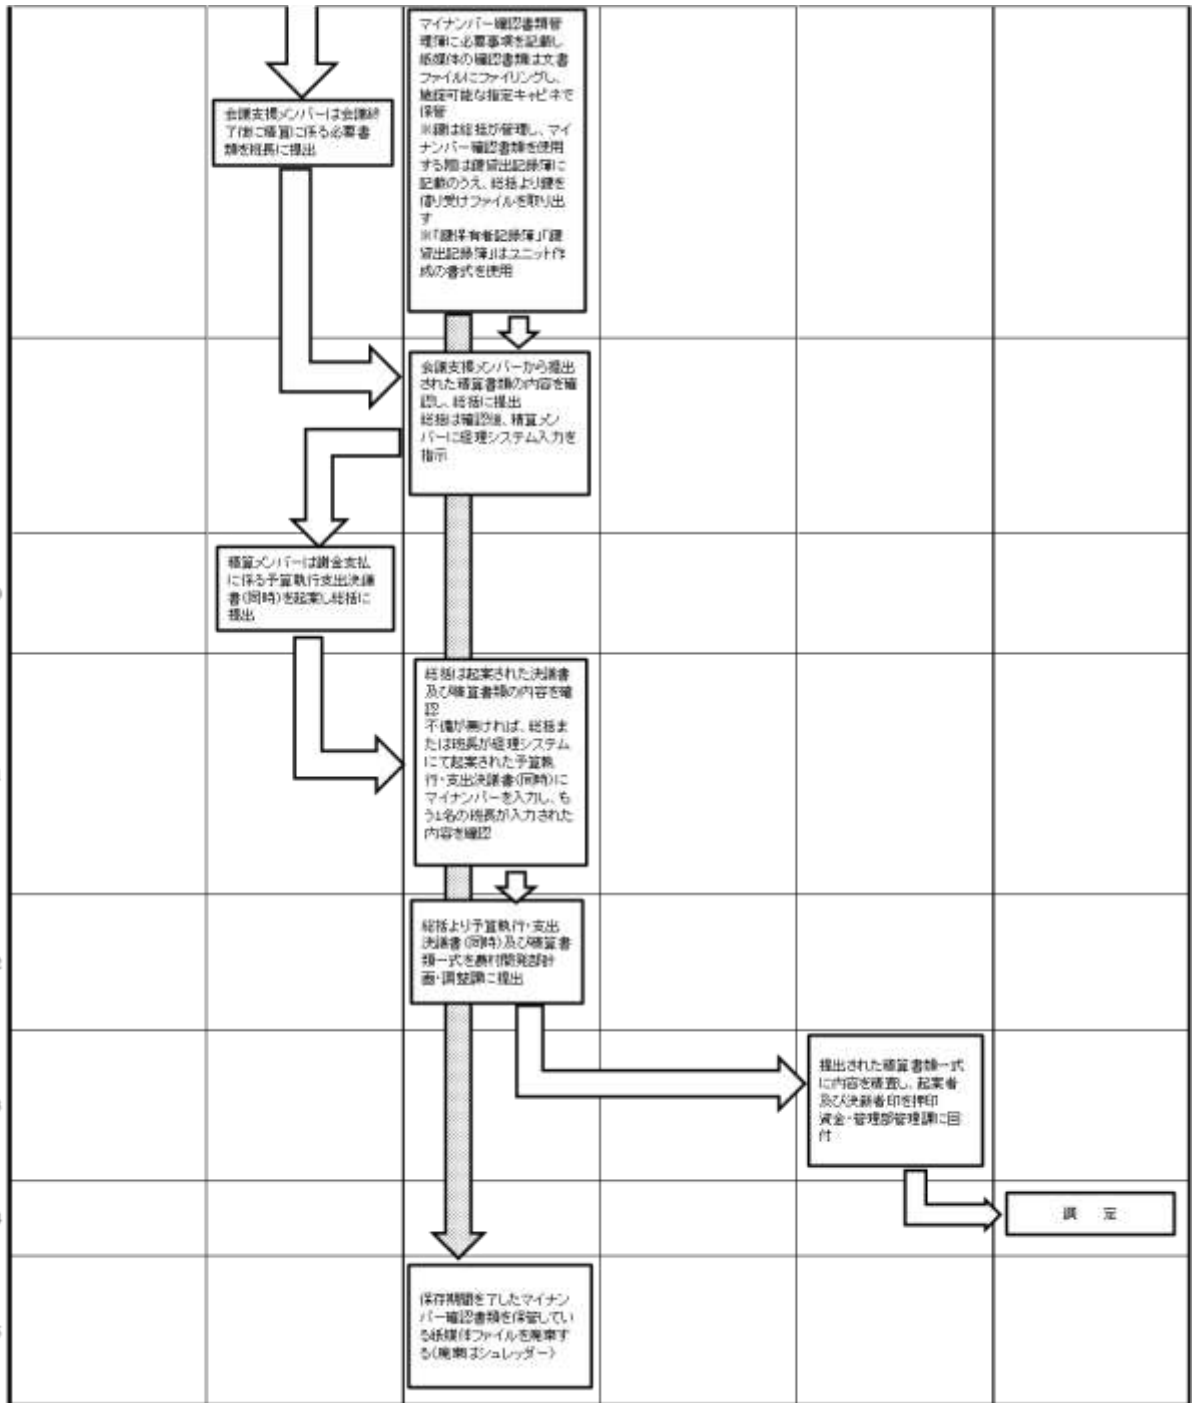 マイナンバー確認書類管
理簿に必要事項を記載し
紙媒体の確認書類は文書
ファイルにファイリングし、
施錠可能な指定キャビネで
保管
※鍵は総括が管理し、マイ
ナンバー確認書類を使用
する際は鍵貸出記録簿に
記載のうえ、総括より鍵を
借り受けファイルを取り出
す
※「鍵保有者記録簿」「鍵
貸出記録簿」はユニット作
成の書式を使用
会議支援メンバーは会議終
了後に積算に係る必要書
類を班長に提出
会議支援メンバーから提出
された積算書類の内容を確
認し、総括に提出
総括は確認後、積算メン
バーに経理システム入力を
指示
積算メンバーは謝金支払
に係る予算執行支出決議
書(同時)を起案し総括に
提出
総括は起案された決議書
及び積算書類の内容を確
認
不備が無ければ、総括ま
たは班長が経理システム
にて起案された予算執
行・支出決議書(同時)に
マイナンバーを入力し、も
う1名の班長が入力された
内容を確認
総括より予算執行・支出
決議書(同時)及び積算書
類一式を農村開発部計
画・調整課に提出
提出された積算書類一式
に内容を精査し、起案者
及び決裁者印を押印
資金・管理部管理課に回
付
保存期間を了したマイナン
バー確認書類を保管してい
る紙媒体ファイルを廃棄す
る(廃棄はシュレッダー)